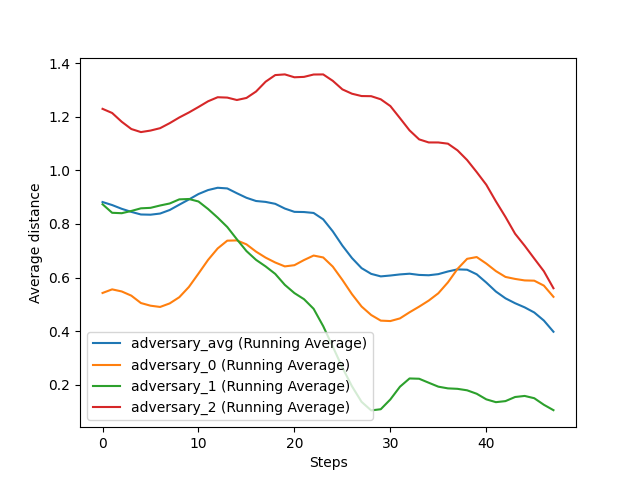 1.4
1.2
1.0
0.8
0.6
0.4
0.2
Average distance
adversary_avg (Running Average)
adversary_0 (Running Average)
adversary_1 (Running Average)
adversary_2 (Running Average)
0 10 20 30 40
Steps